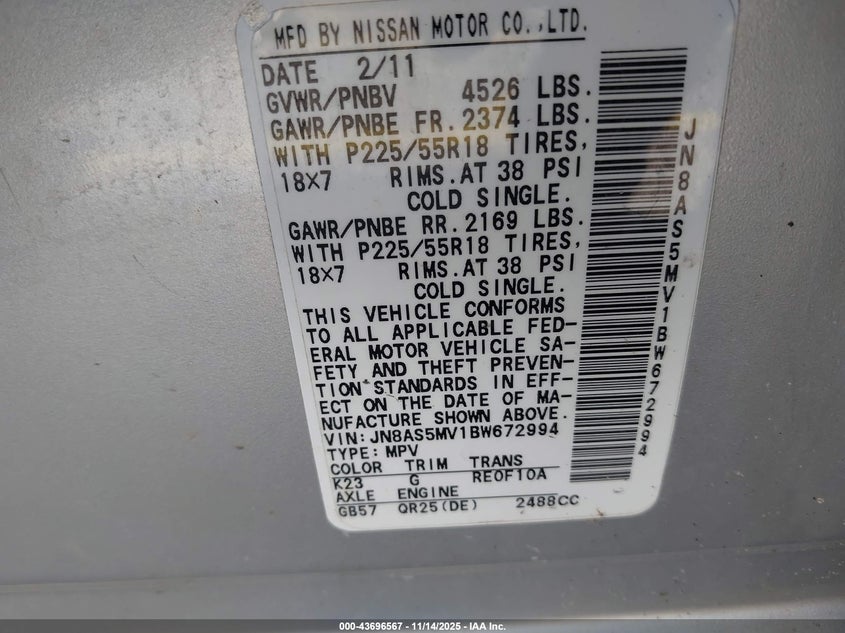 MFD BY NISSAN MOTOR CO.,LTD.
DATE 2/11
GVWR/PNBV 4526 LBS.
GAWR/PNBE FR.2374 LBS.
WITH P225/55R18 TIRES,
18X7 RIMS.AT 38 PSI
COLD SINGLE.
GAWR/PNBE RR.2169 LBS.
WITH P225/55R18 TIRES,
18X7 RIMS.AT 38 PSI
COLD SINGLE.
THIS VEHICLE CONFORMS
TO ALL APPLICABLE FED-
ERAL MOTOR VEHICLE SA-
FETY AND THEFT PREVEN-
TION STANDARDS IN EFF-
ECT ON THE DATE OF MA-
NUFACTURE SHOWN ABOVE.
VIN:JN8AS5MV1BW672994
TYPE:MPV
COLOR TRIM TRANS
K23 G RE0F10A
AXLE ENGINE
GB57 QR25(DE) 2488CC
JN8AS5MV1BW672994
000-43696567 - 11/14/2025 - IAA Inc.